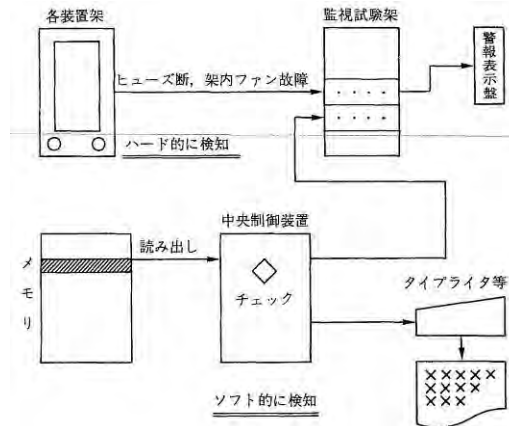 各装置架
監視試験架
警報表示盤
ヒューズ断,架内ファン故障
ハード的に検知
中央制御装置
読み出し
メモリ
チェック
タイプライタ等
×××××
××××
×××
ソフト的に検知